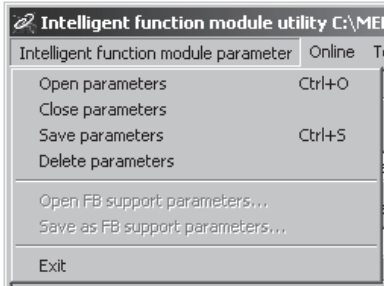 Intelligent function module utility C:\ME
Intelligent function module parameter Online
Open parameters Ctrl+O
Close parameters
Save parameters Ctrl+S
Delete parameters
Open FB support parameters...
Save as FB support parameters...
Exit